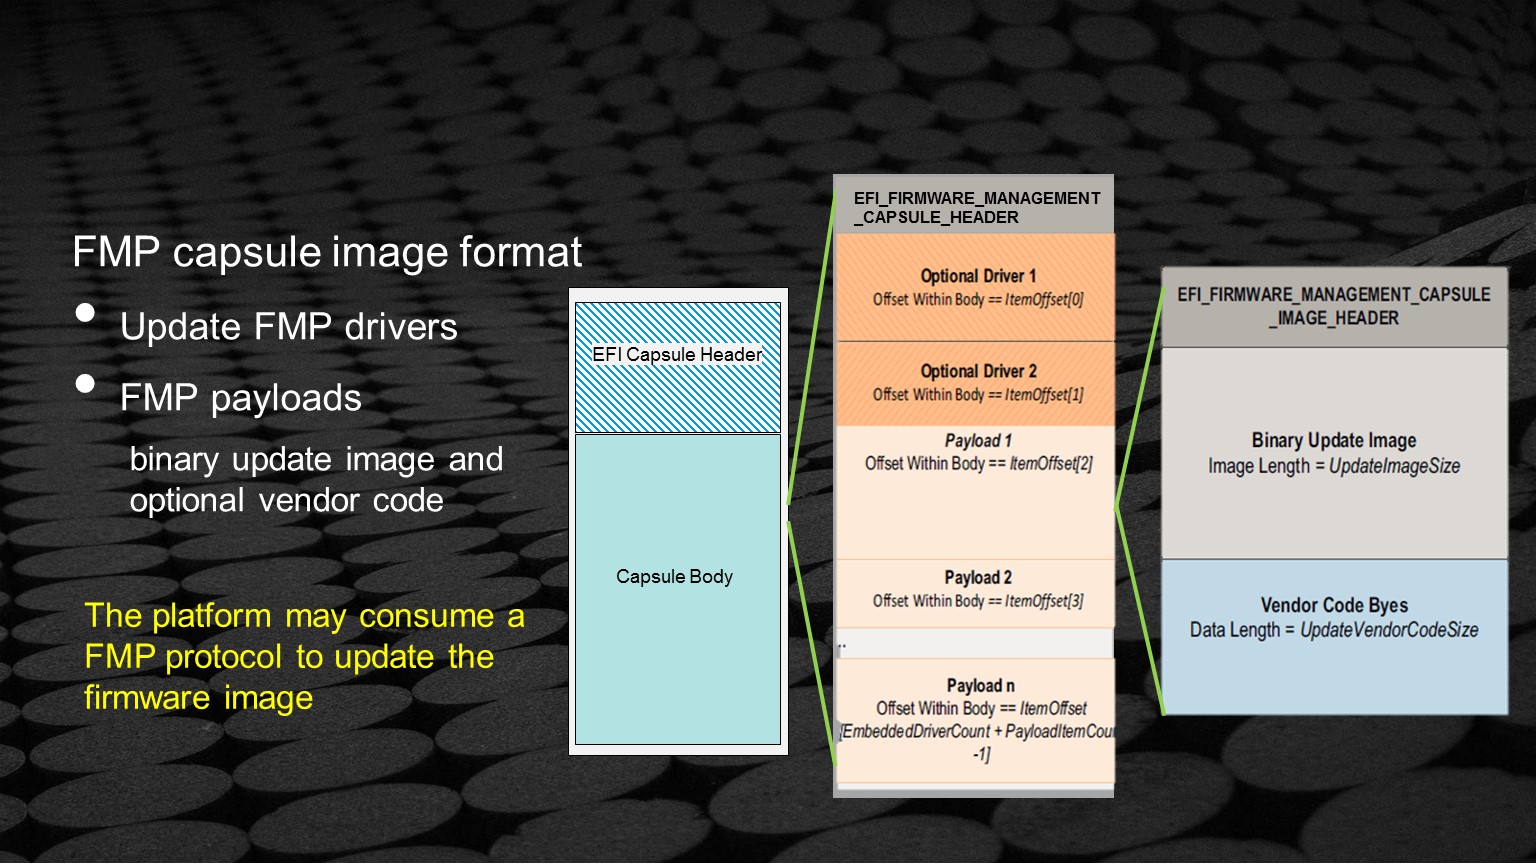 FMP capsule image format
• Update FMP drivers
• FMP payloads
binary update image and
optional vendor code
The platform may consume a
FMP protocol to update the
firmware image
EFI Capsule Header
Capsule Body
EFI_FIRMWARE_MANAGEMENT
_CAPSULE_HEADER
Optional Driver 1
Offset Within Body == ItemOffset[0]
Optional Driver 2
Offset Within Body == ItemOffset[1]
Payload 1
Offset Within Body == ItemOffset[2]
Payload 2
Offset Within Body == ItemOffset[3]
..
Payload n
Offset Within Body == ItemOffset
[EmbeddedDriverCount + PayloadItemCou
-1]
EFI_FIRMWARE_MANAGEMENT_CAPSULE
_IMAGE_HEADER
Binary Update Image
Image Length = UpdateImageSize
Vendor Code Byes
Data Length = UpdateVendorCodeSize